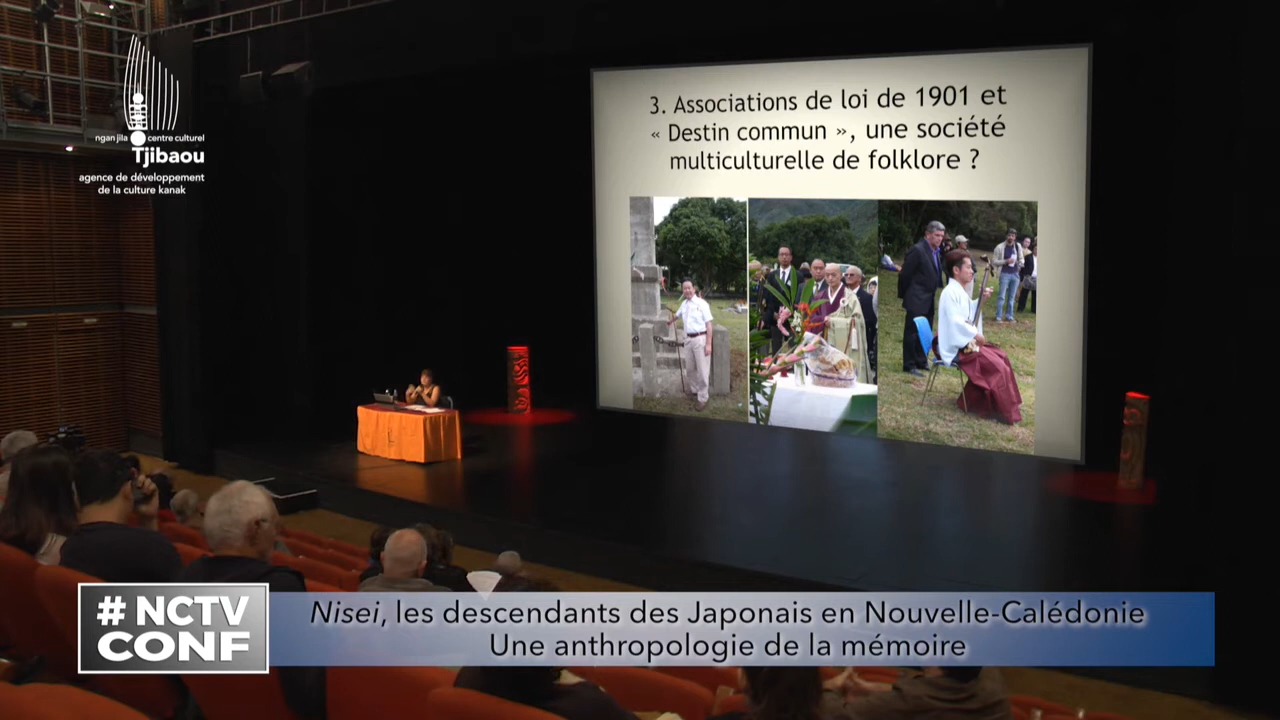 ngan jila centre culturel
Tjibaou
agence de développement
de la culture kanak
3. Associations de loi de 1901 et
« Destin commun », une société
multiculturelle de folklore ?
# NCTV
CONF
Nisei, les descendants des Japonais en Nouvelle-Calédonie
Une anthropologie de la mémoire